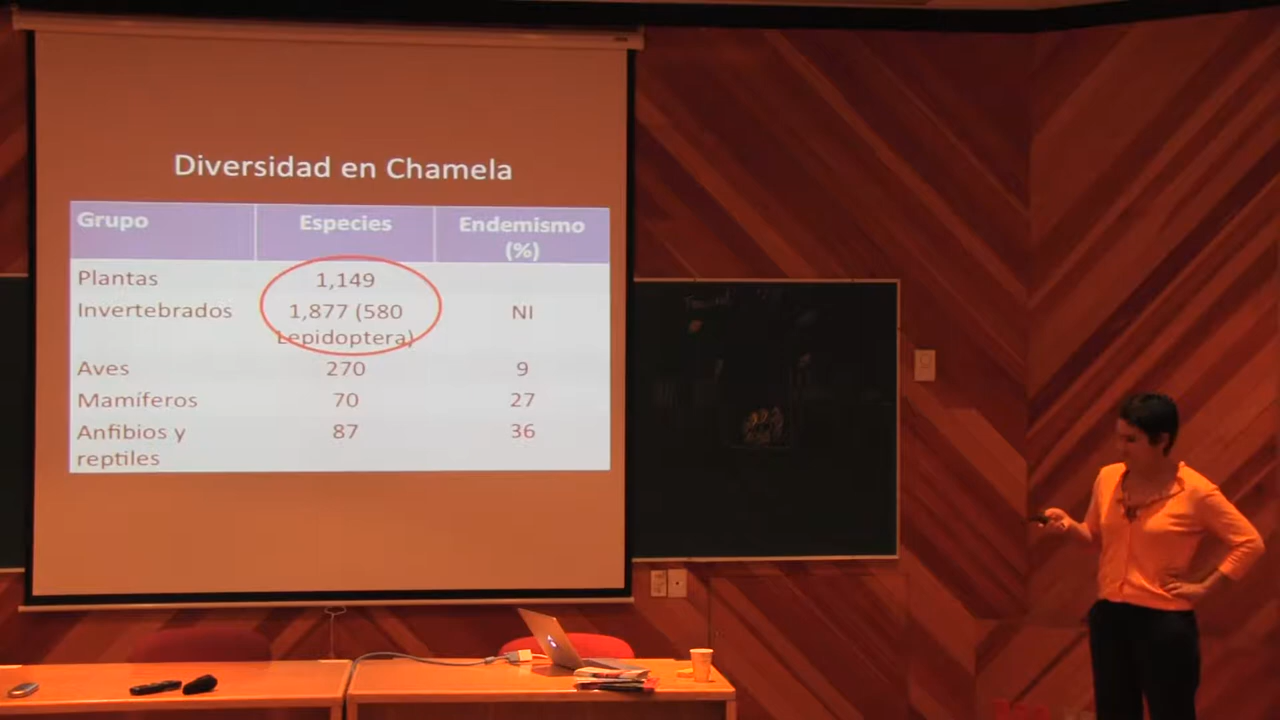 Diversidad en Chamela
Grupo Especies Endemismo
(%)
Plantas 1,149
Invertebrados 1,877 (580 NI
Lepidoptera)
Aves 270 9
Mamíferos 70 27
Anfibios y 87 36
reptiles